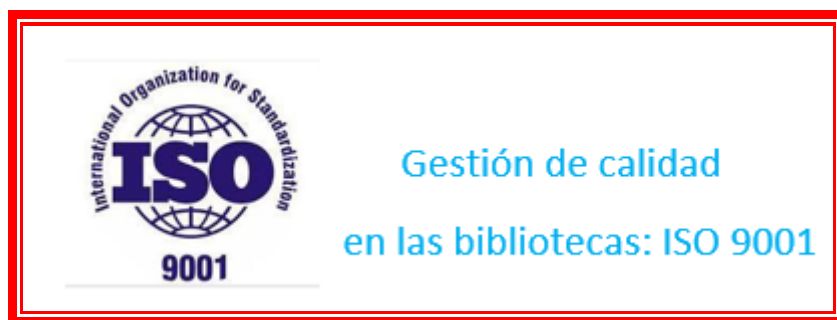 International Organization for Standardization
ISO
9001
Gestión de calidad
en las bibliotecas: ISO 9001